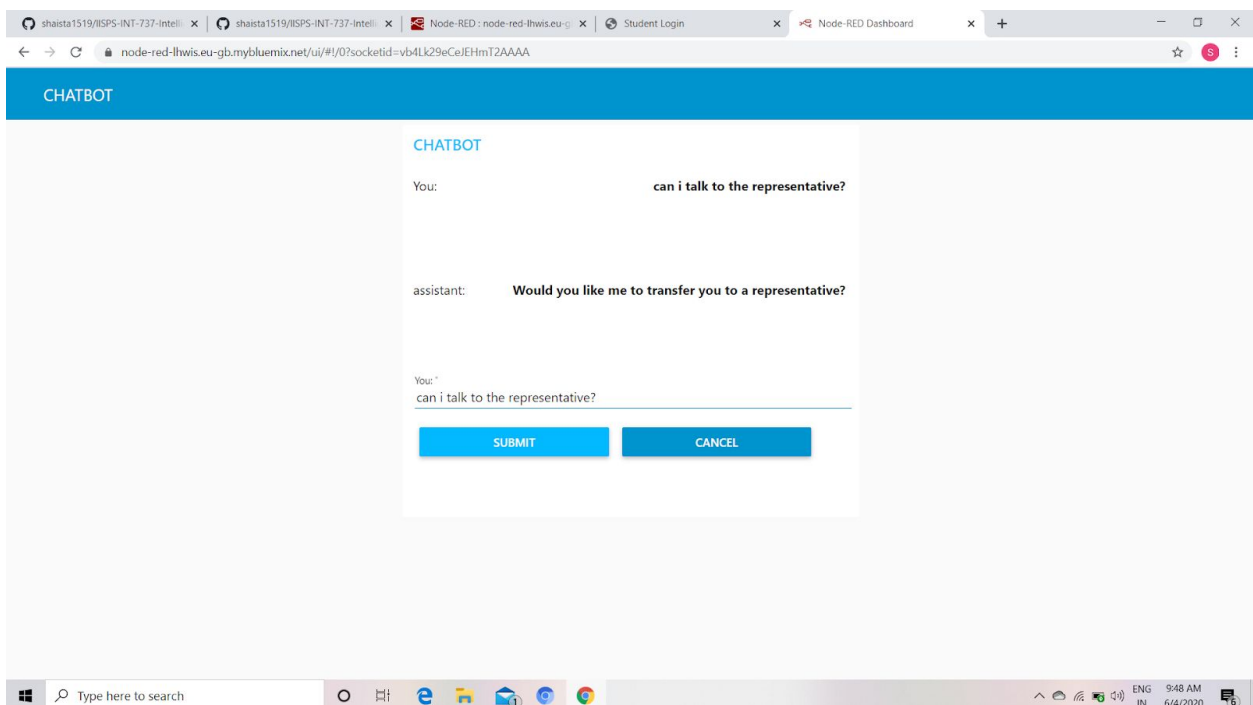 shaista1519/IISPS-INT-737-Intelli
shaista1519/IISPS-INT-737-Intelli
Node-RED : node-red-lhwis.eu-g
Student Login
Node-RED Dashboard
node-red-lhwis.eu-gb.mybluemix.net/ui/#!/0?socketid=vb4Lk29eCeJEHmT2AAAA
S
CHATBOT
CHATBOT
You: can i talk to the representative?
assistant: Would you like me to transfer you to a representative?
You: *
can i talk to the representative?
SUBMIT CANCEL
Type here to search
ENG 9:48 AM
IN 6/4/2020